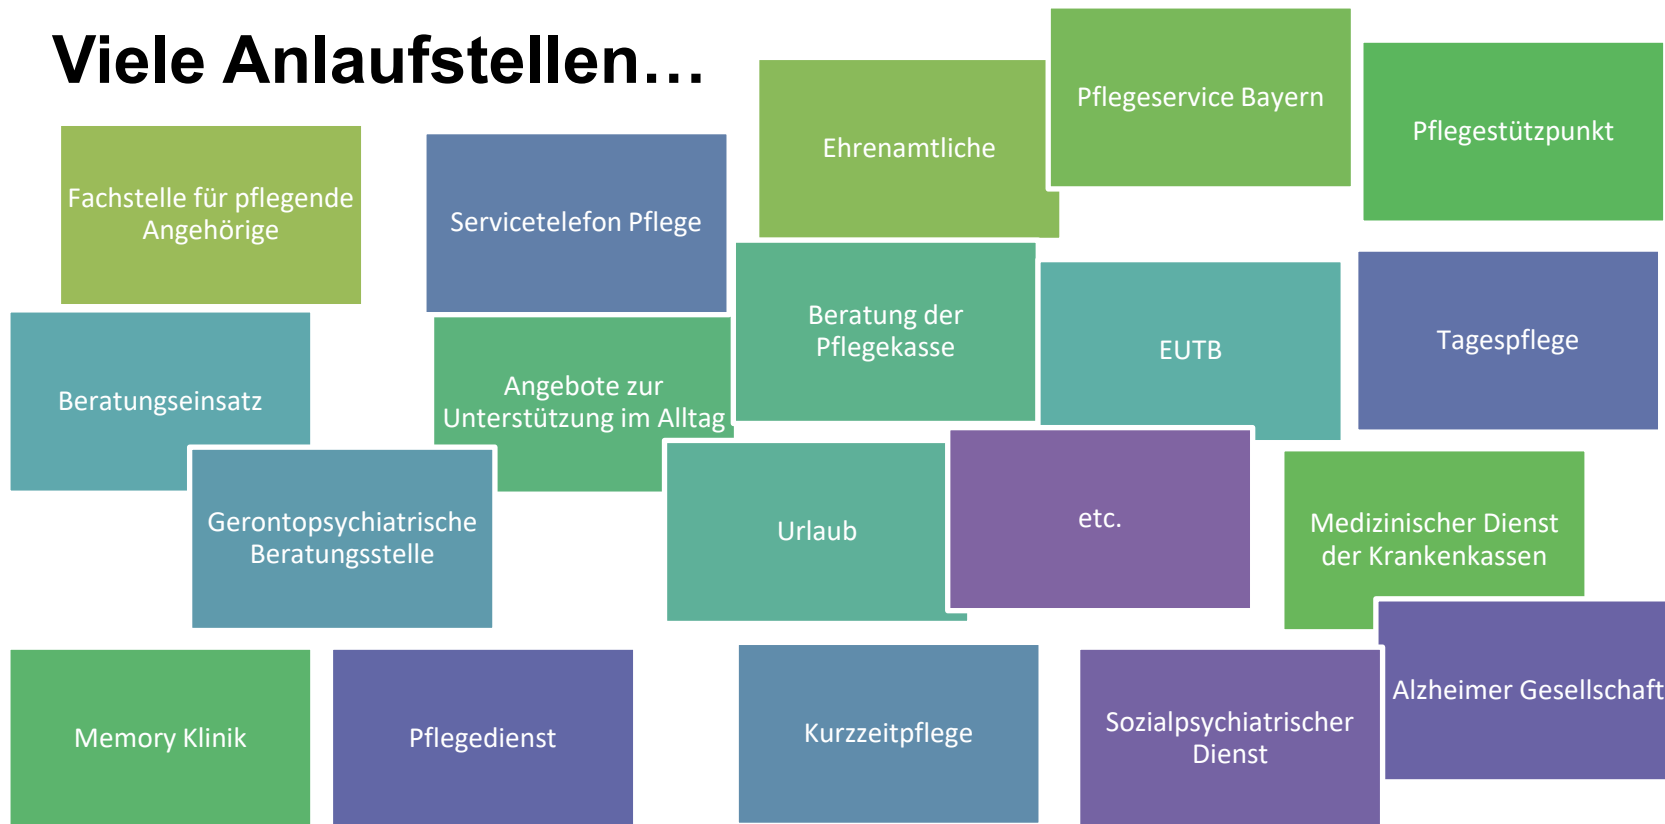 Viele Anlaufstellen…
Pflegeservice Bayern
Pflegestützpunkt
Ehrenamtliche
Fachstelle für pflegende
Angehörige
Servicetelefon Pflege
Beratung der
Pflegekasse
EUTB
Tagespflege
Beratungseinsatz
Angebote zur
Unterstützung im Alltag
Gerontopsychiatrische
Beratungsstelle
Urlaub
etc.
Medizinischer Dienst
der Krankenkassen
Memory Klinik
Pflegedienst
Kurzzeitpflege
Sozialpsychiatrischer
Dienst
Alzheimer Gesellschaft